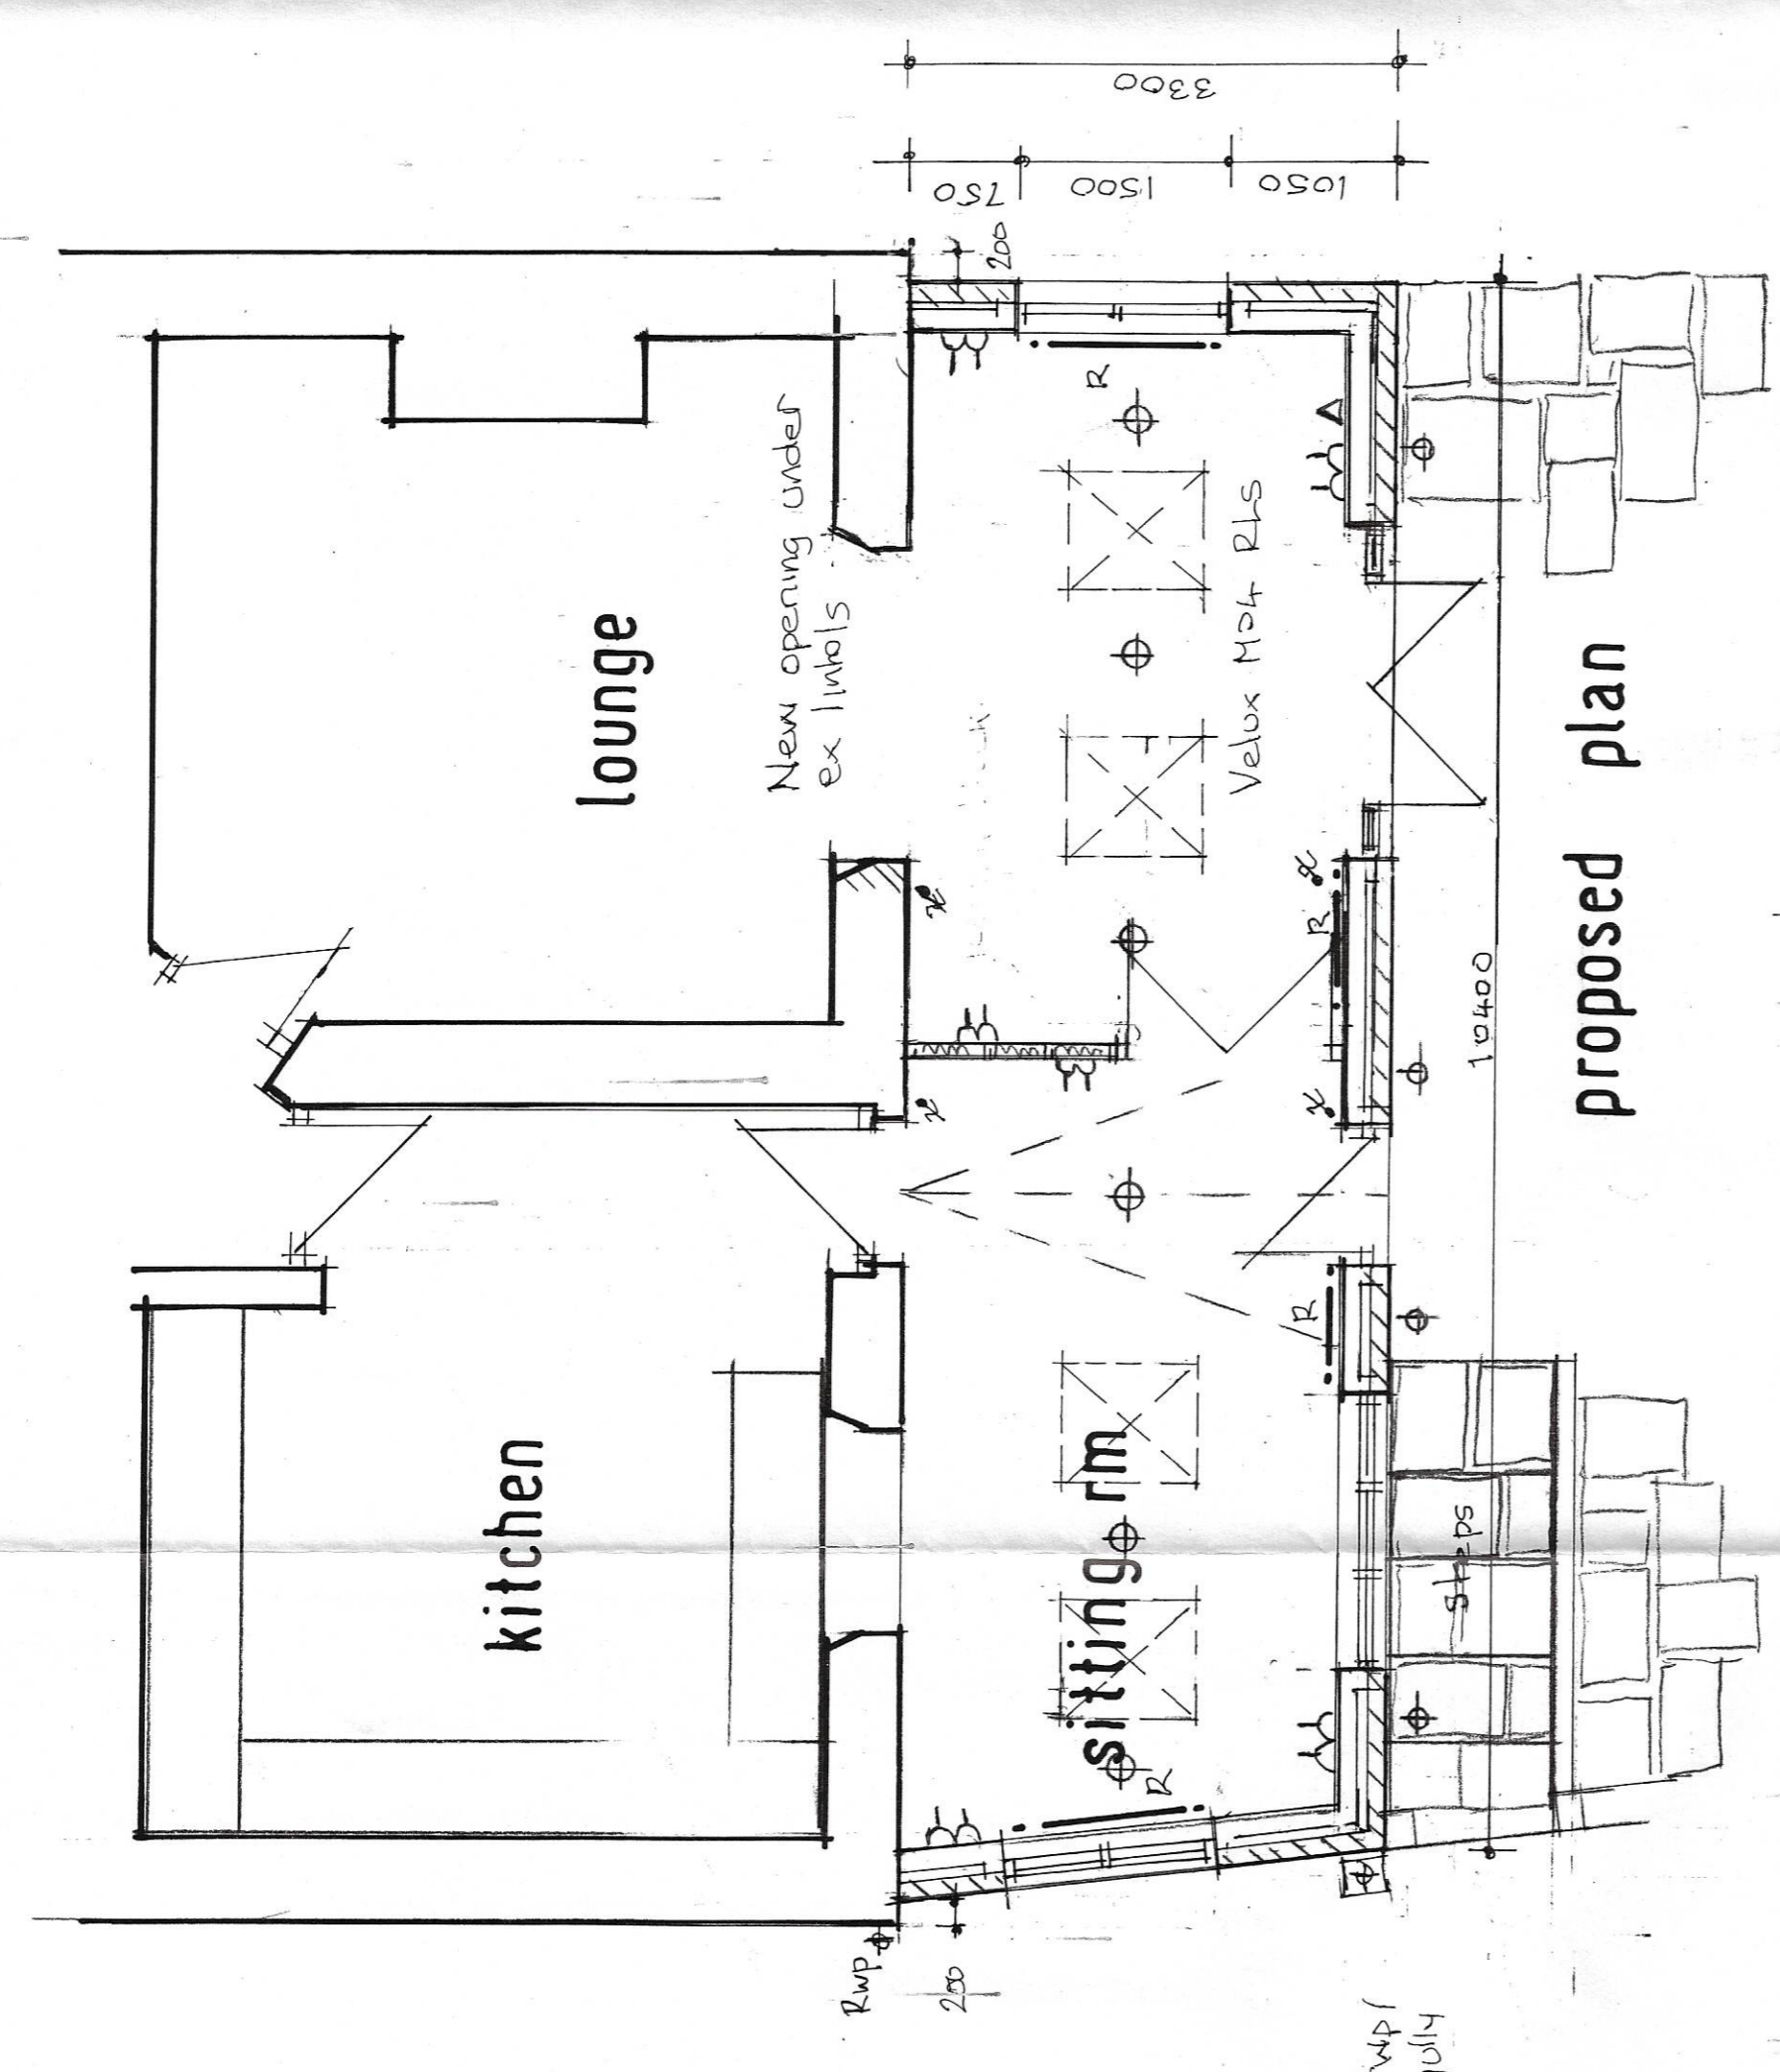 3300
750
1500
1050
200
New opening under
ex lintols
lounge
R
Velux M04 RLS
R
10400
proposed plan
kitchen
R
sitting rm
Steps
R
Rwp
200